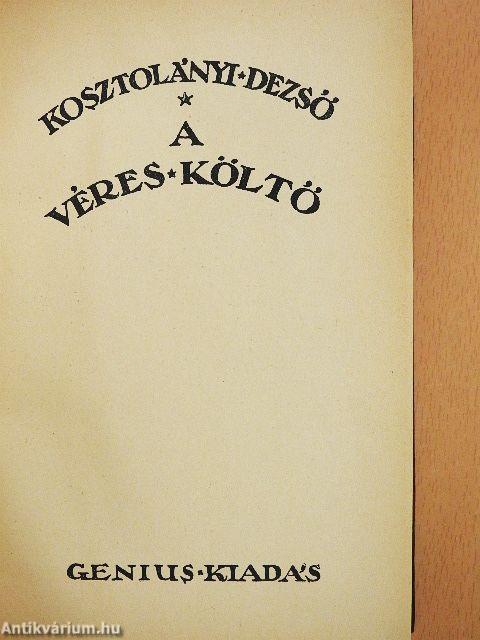 KOSZTOLÁNYI * DEZSŐ
*
A
VÉRES * KÖLTŐ
GENIUS · KIADÁS
Antikvárium.hu